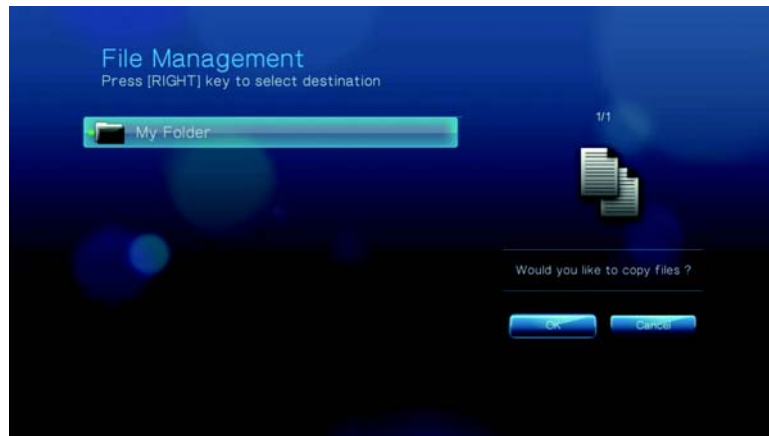 File Management
Press [RIGHT] key to select destination
My Folder
1/1
Would you like to copy files ?
OK
Cancel